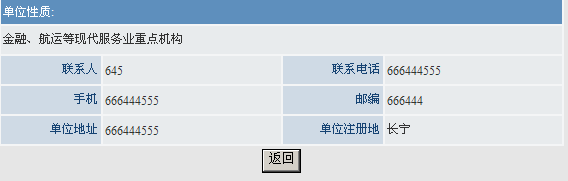 单位性质:
金融、航运等现代服务业重点机构
联系人 645 联系电话 666444555
手机 666444555 邮编 666444
单位地址 666444555 单位注册地 长宁
返回